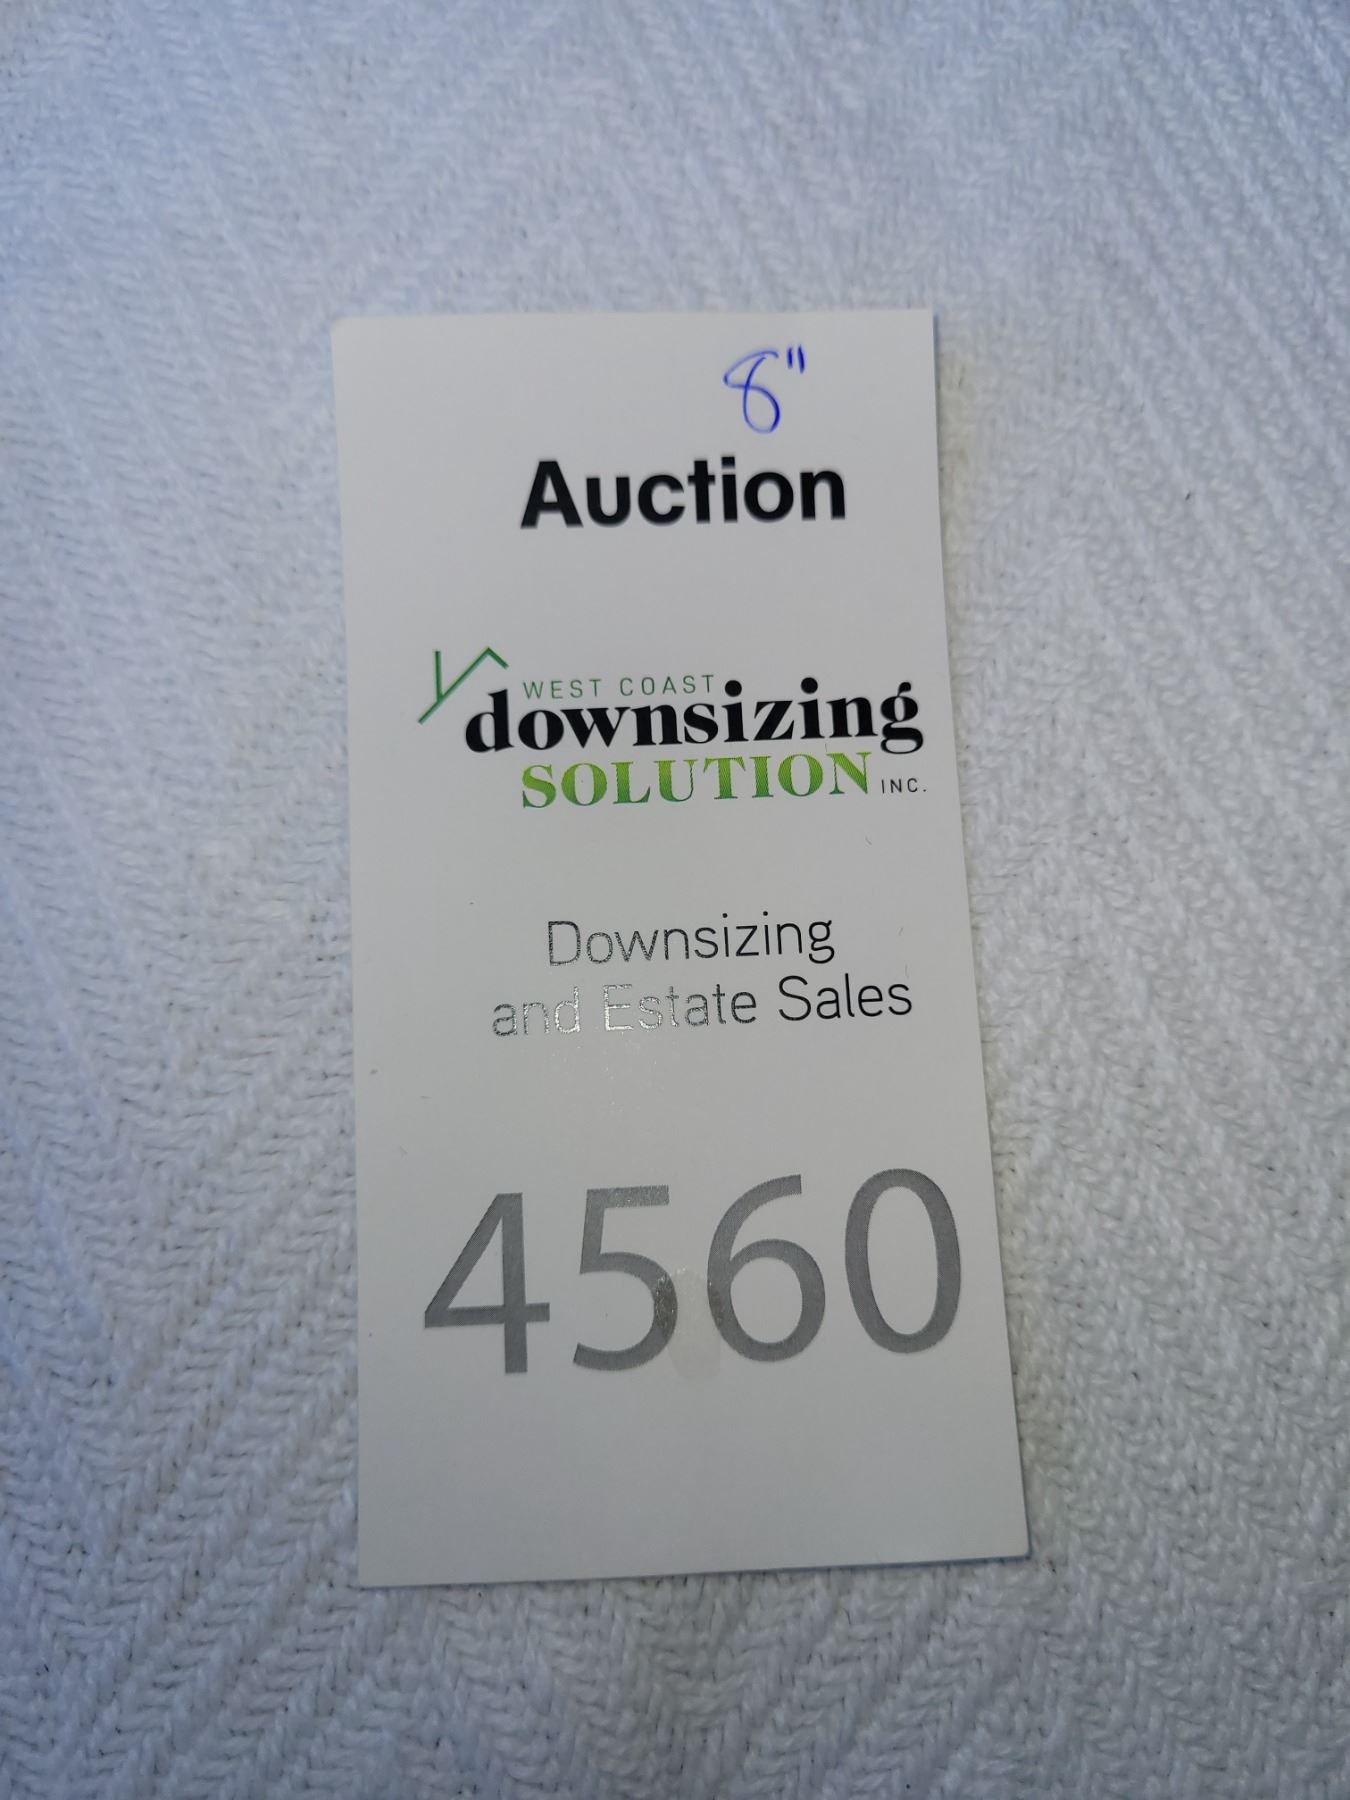 8"
Auction
WEST COAST
downsizing
SOLUTION INC.
Downsizing
and Estate Sales
4560